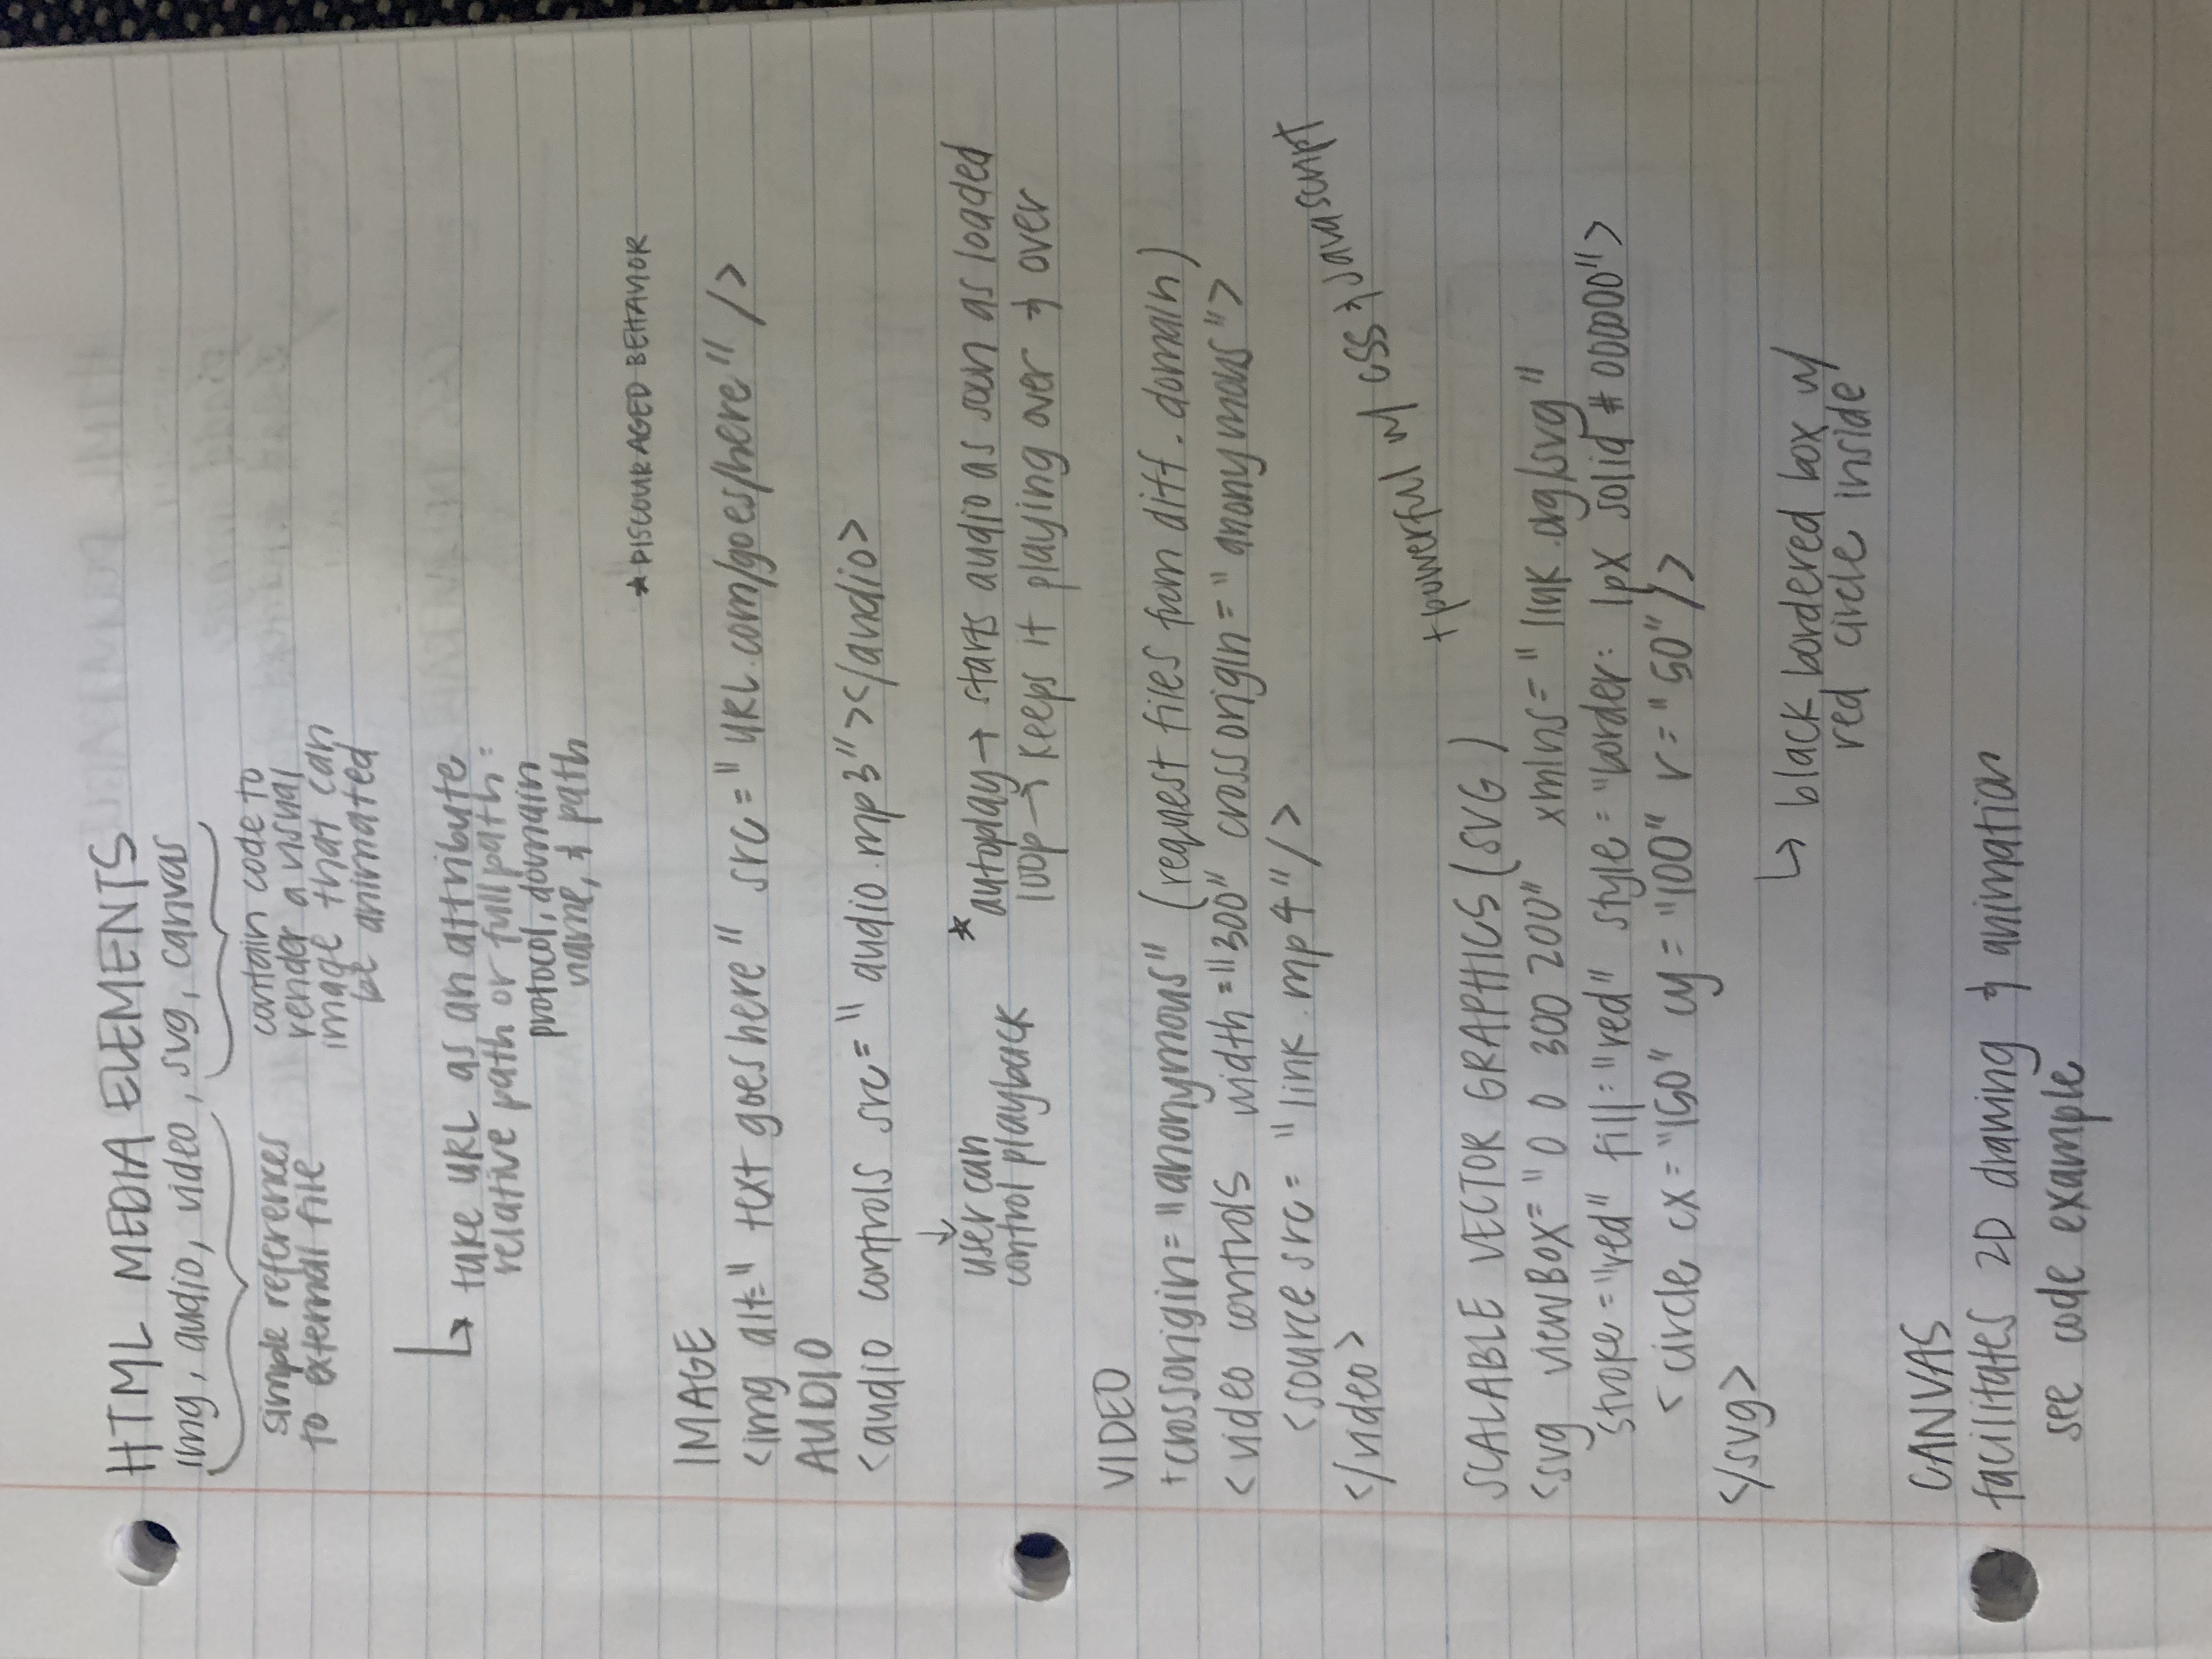 HTML MEDIA ELEMENTS
img, audio, video, svg, canvas
simple references
to external file
contain code to
render a visual
image that can
be animated
take URL as an attribute
relative path or full path:
protocol, domain
name, & path
* DISCOURAGED BEHAVIOR
IMAGE
<img alt="text goes here" src="URL.com/goes/here" />
AUDIO
<audio controls src="audio.mp3"></audio>
↓
user can
control playback
*autoplay → starts audio as soon as loaded
loop → keeps it playing over & over
VIDEO
+crossorigin="anonymous" (request files from diff. domain)
<video controls width="300" crossorigin="anonymous">
<source src="link.mp4"/>
</video>
+powerful w/ CSS & Javascript
SCALABLE VECTOR GRAPHICS (SVG)
<svg viewBox="0 0 300 200" xmlns="link.org/svg"
stroke="red" fill="red" style="border: 1px solid #000000">
<circle cx="150" cy="100" r="50"/>
</svg>
↳ black bordered box w/
red circle inside
CANVAS
facilitates 2D drawing & animation
see code example